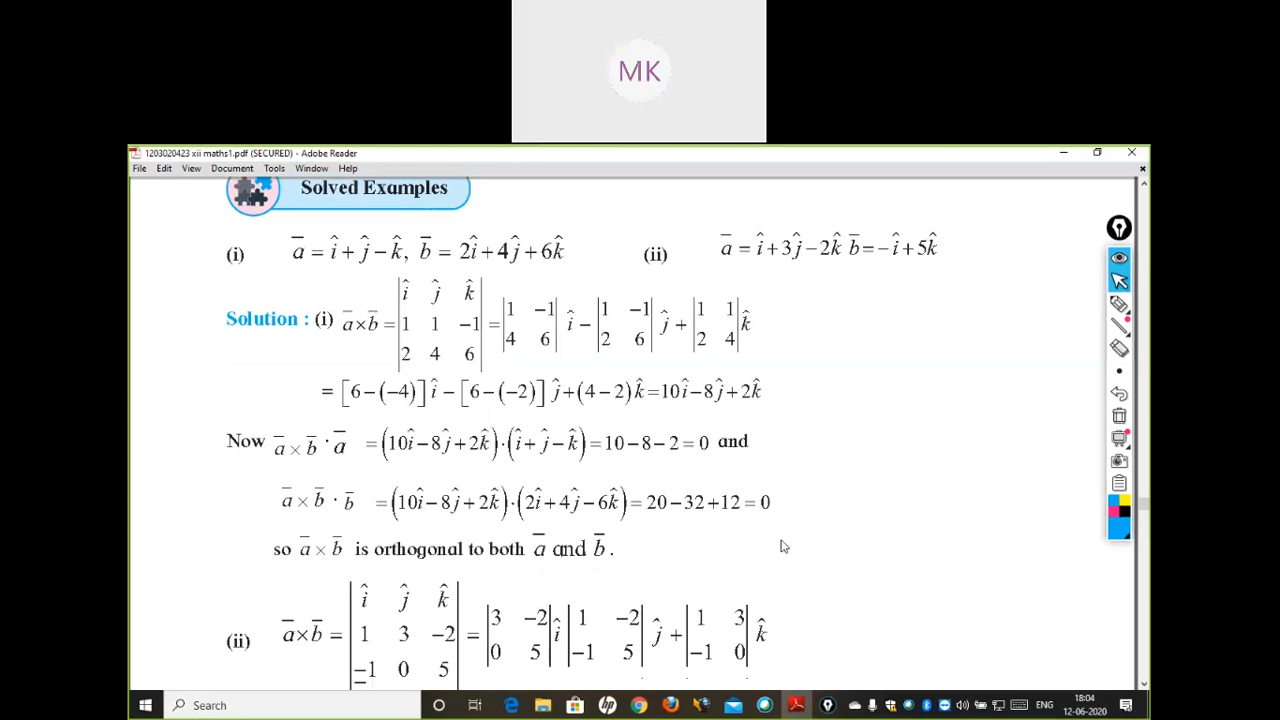 MK
1203020423 xii maths1.pdf (SECURED) - Adobe Reader
File Edit View Document Tools Window Help
Solved Examples
(i) a̅ = î + ĵ − k̂, b̅ = 2î + 4ĵ + 6k̂ (ii) a̅ = î + 3ĵ − 2k̂ b̅ = −î + 5k̂
Solution : (i) a̅ × b̅ = |î ĵ k̂; 1 1 −1; 2 4 6| = |1 −1; 4 6| î − |1 −1; 2 6| ĵ + |1 1; 2 4| k̂
= [6 − (−4)] î − [6 − (−2)] ĵ + (4 − 2) k̂ = 10î − 8ĵ + 2k̂
Now a̅ × b̅ · a̅ = (10î − 8ĵ + 2k̂) · (î + ĵ − k̂) = 10 − 8 − 2 = 0 and
a̅ × b̅ · b̅ = (10î − 8ĵ + 2k̂) · (2î + 4ĵ − 6k̂) = 20 − 32 + 12 = 0
so a̅ × b̅ is orthogonal to both a̅ and b̅ .
(ii) a̅ × b̅ = |î ĵ k̂; 1 3 −2; −1 0 5| = |3 −2; 0 5| î |1 −2; −1 5| ĵ + |1 3; −1 0| k̂
Search
hp
ENG
18:04
12-06-2020